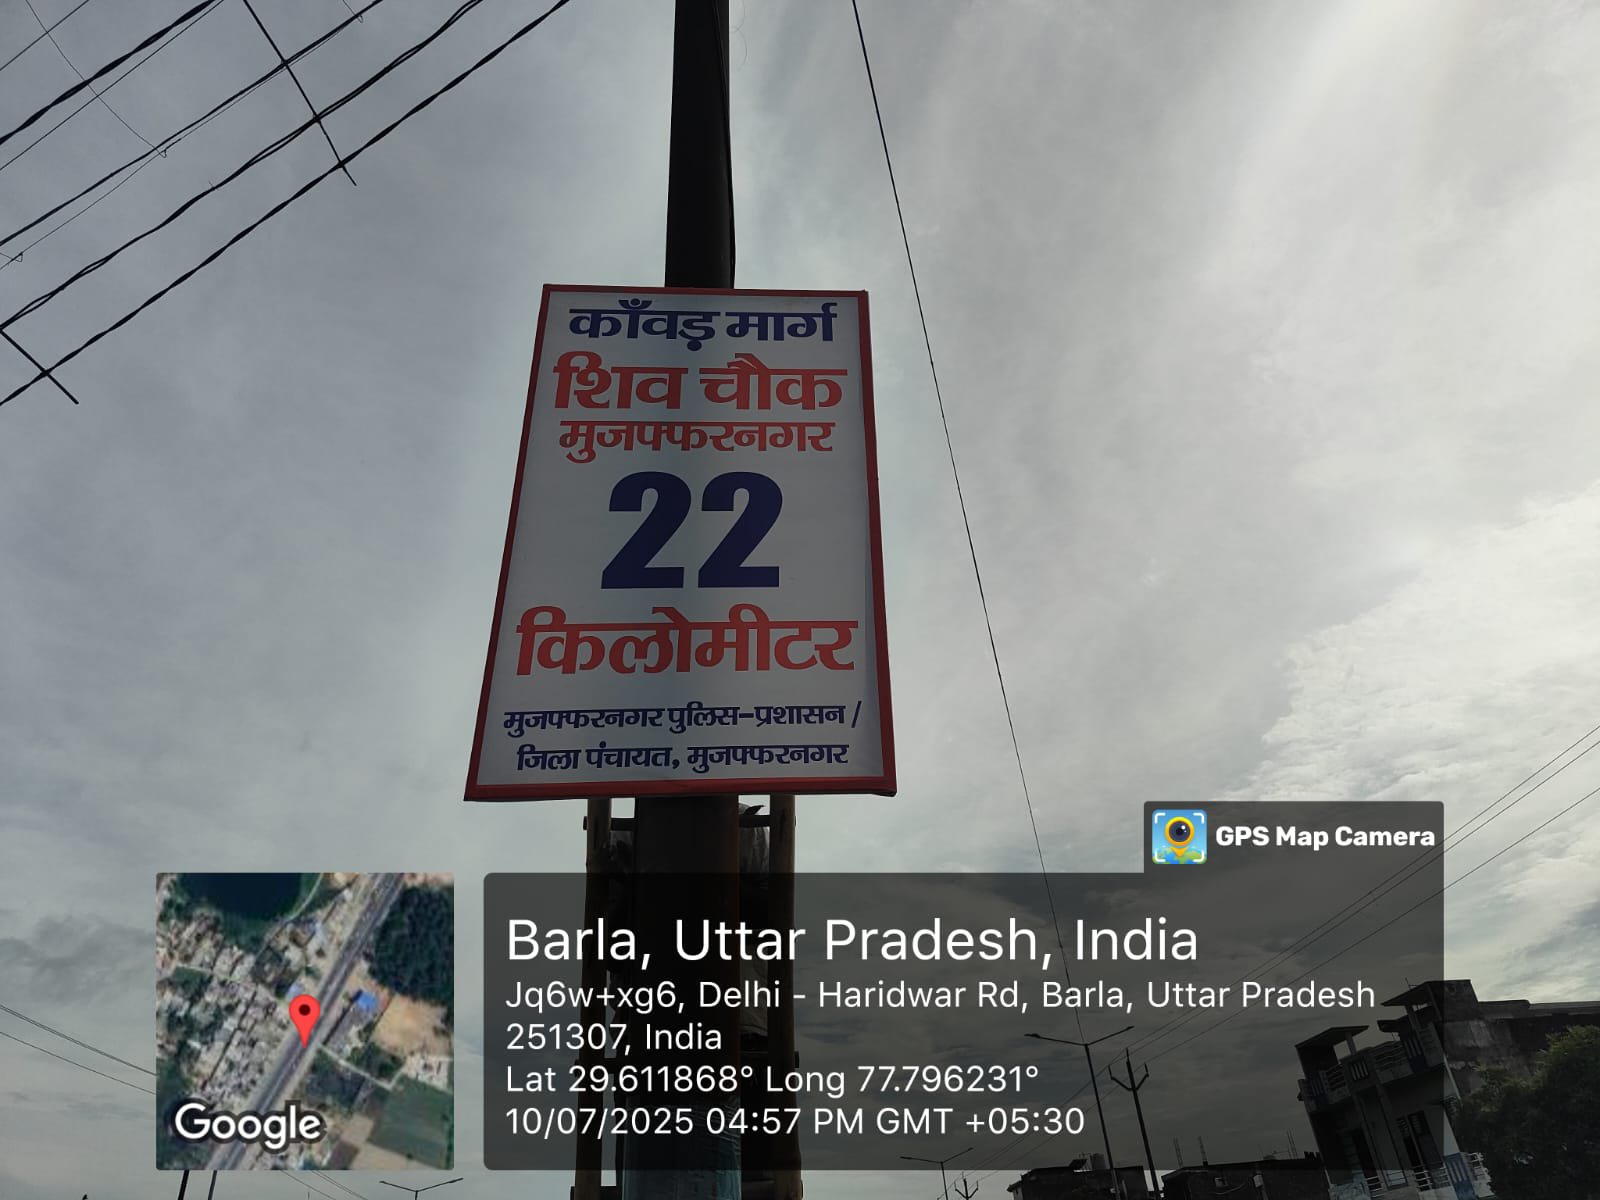 काँवड़ मार्ग
शिव चौक
मुजफ्फरनगर
22
किलोमीटर
मुजफ्फरनगर पुलिस-प्रशासन /
जिला पंचायत, मुजफ्फरनगर
GPS Map Camera
Barla, Uttar Pradesh, India
Jq6w+xg6, Delhi - Haridwar Rd, Barla, Uttar Pradesh
251307, India
Lat 29.611868° Long 77.796231°
10/07/2025 04:57 PM GMT +05:30
Google